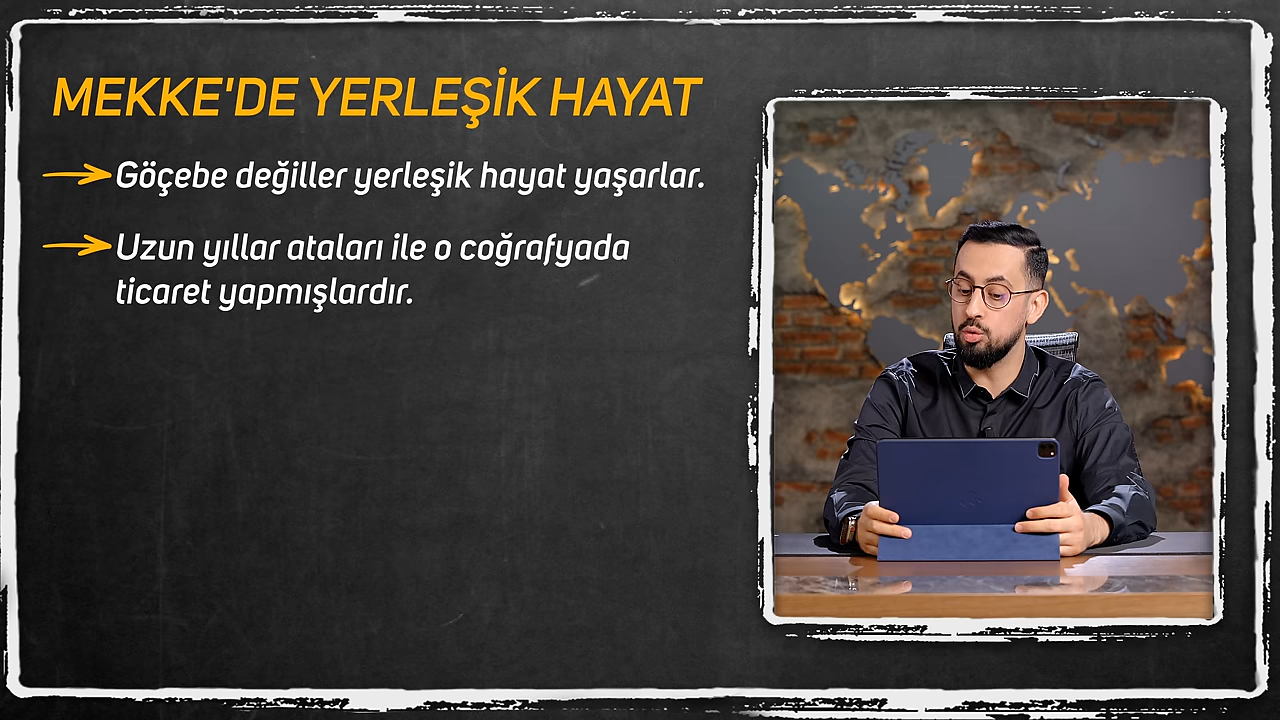 MEKKE'DE YERLEŞİK HAYAT
Göçebe değiller yerleşik hayat yaşarlar.
Uzun yıllar ataları ile o coğrafyada
ticaret yapmışlardır.